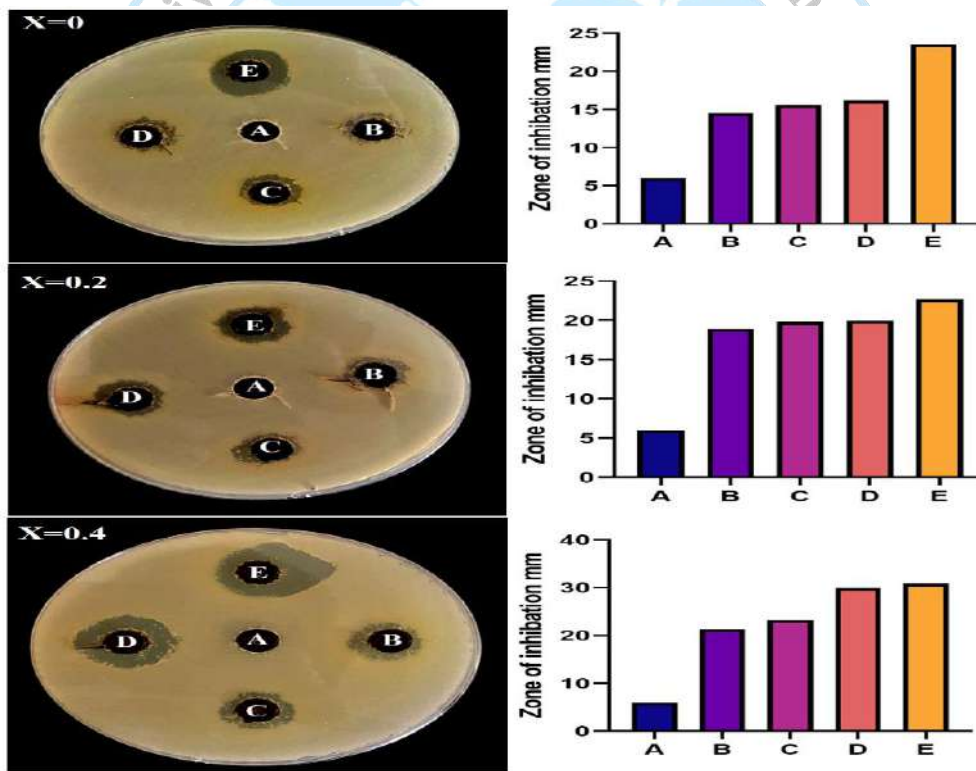 X=0
E
D
A
B
C
Zone of inhibation mm
25
20
15
10
5
0
A B C D E
X=0.2
E
D
A
B
C
Zone of inhibation mm
25
20
15
10
5
0
A B C D E
X=0.4
E
D
A
B
C
Zone of inhibation mm
40
30
20
10
0
A B C D E